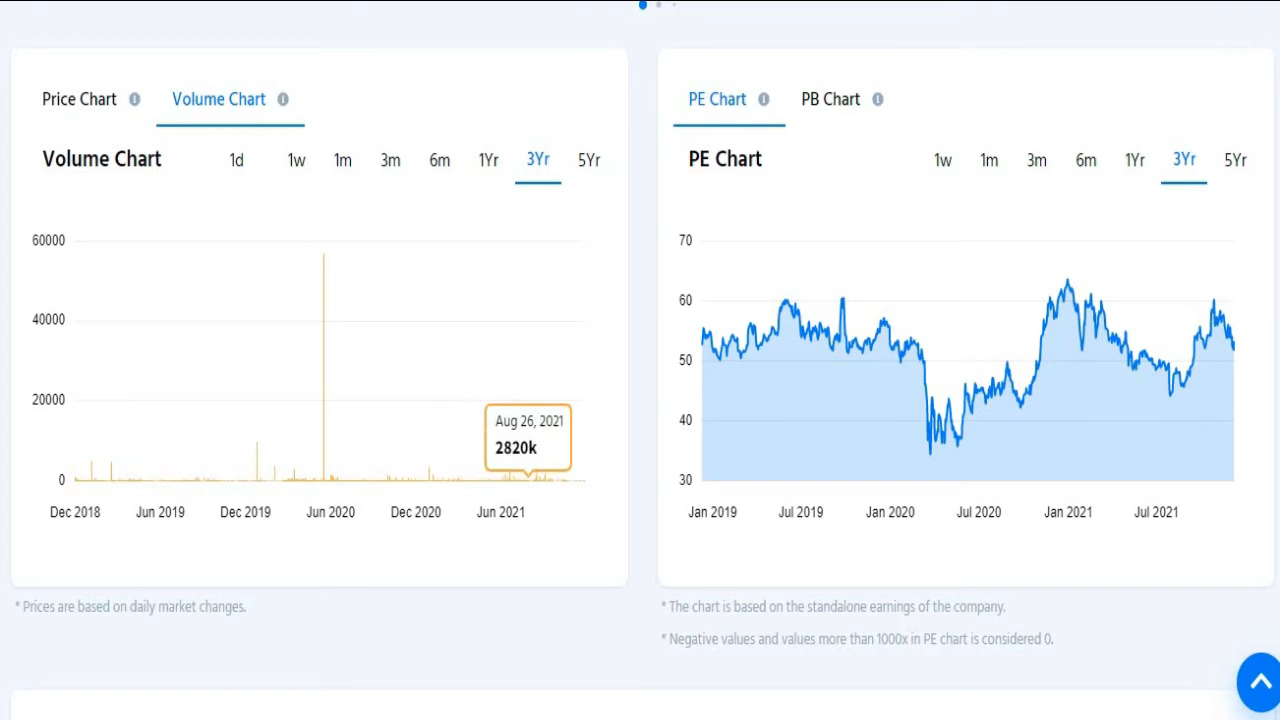 Price Chart Volume Chart
Volume Chart 1d 1w 1m 3m 6m 1Yr 3Yr 5Yr
60000
40000
20000
0
Aug 26, 2021
2820k
Dec 2018 Jun 2019 Dec 2019 Jun 2020 Dec 2020 Jun 2021
* Prices are based on daily market changes.
PE Chart PB Chart
PE Chart 1w 1m 3m 6m 1Yr 3Yr 5Yr
70
60
50
40
30
Jan 2019 Jul 2019 Jan 2020 Jul 2020 Jan 2021 Jul 2021
* The chart is based on the standalone earnings of the company.
* Negative values and values more than 1000x in PE chart is considered 0.